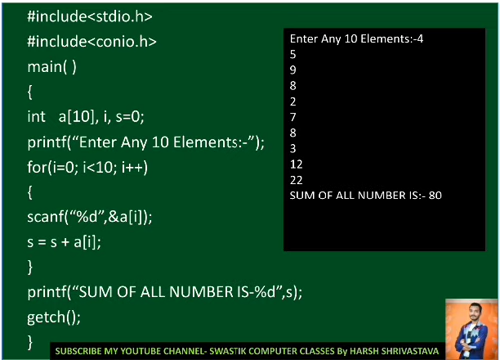 #include<stdio.h>
#include<conio.h>
main( )
{
int a[10], i, s=0;
printf(“Enter Any 10 Elements:-”);
for(i=0; i<10; i++)
{
scanf(“%d”,&a[i]);
s = s + a[i];
}
printf(“SUM OF ALL NUMBER IS-%d”,s);
getch();
}
Enter Any 10 Elements:-4
5
9
8
2
7
8
3
12
22
SUM OF ALL NUMBER IS:- 80
SUBSCRIBE MY YOUTUBE CHANNEL- SWASTIK COMPUTER CLASSES By HARSH SHRIVASTAVA